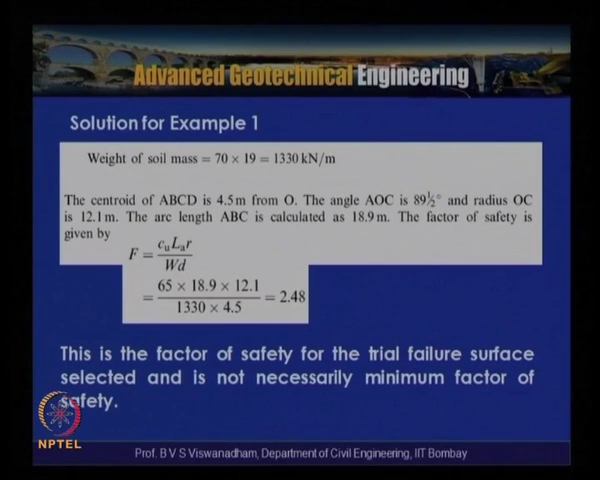 Advanced Geotechnical Engineering
Solution for Example 1
Weight of soil mass = 70 × 19 = 1330 kN/m
The centroid of ABCD is 4.5 m from O. The angle AOC is 89½° and radius OC
is 12.1 m. The arc length ABC is calculated as 18.9 m. The factor of safety is
given by
F = cᵤLₐr / Wd
= 65 × 18.9 × 12.1 / 1330 × 4.5 = 2.48
This is the factor of safety for the trial failure surface
selected and is not necessarily minimum factor of
safety.
NPTEL
Prof. B V S Viswanadham, Department of Civil Engineering, IIT Bombay